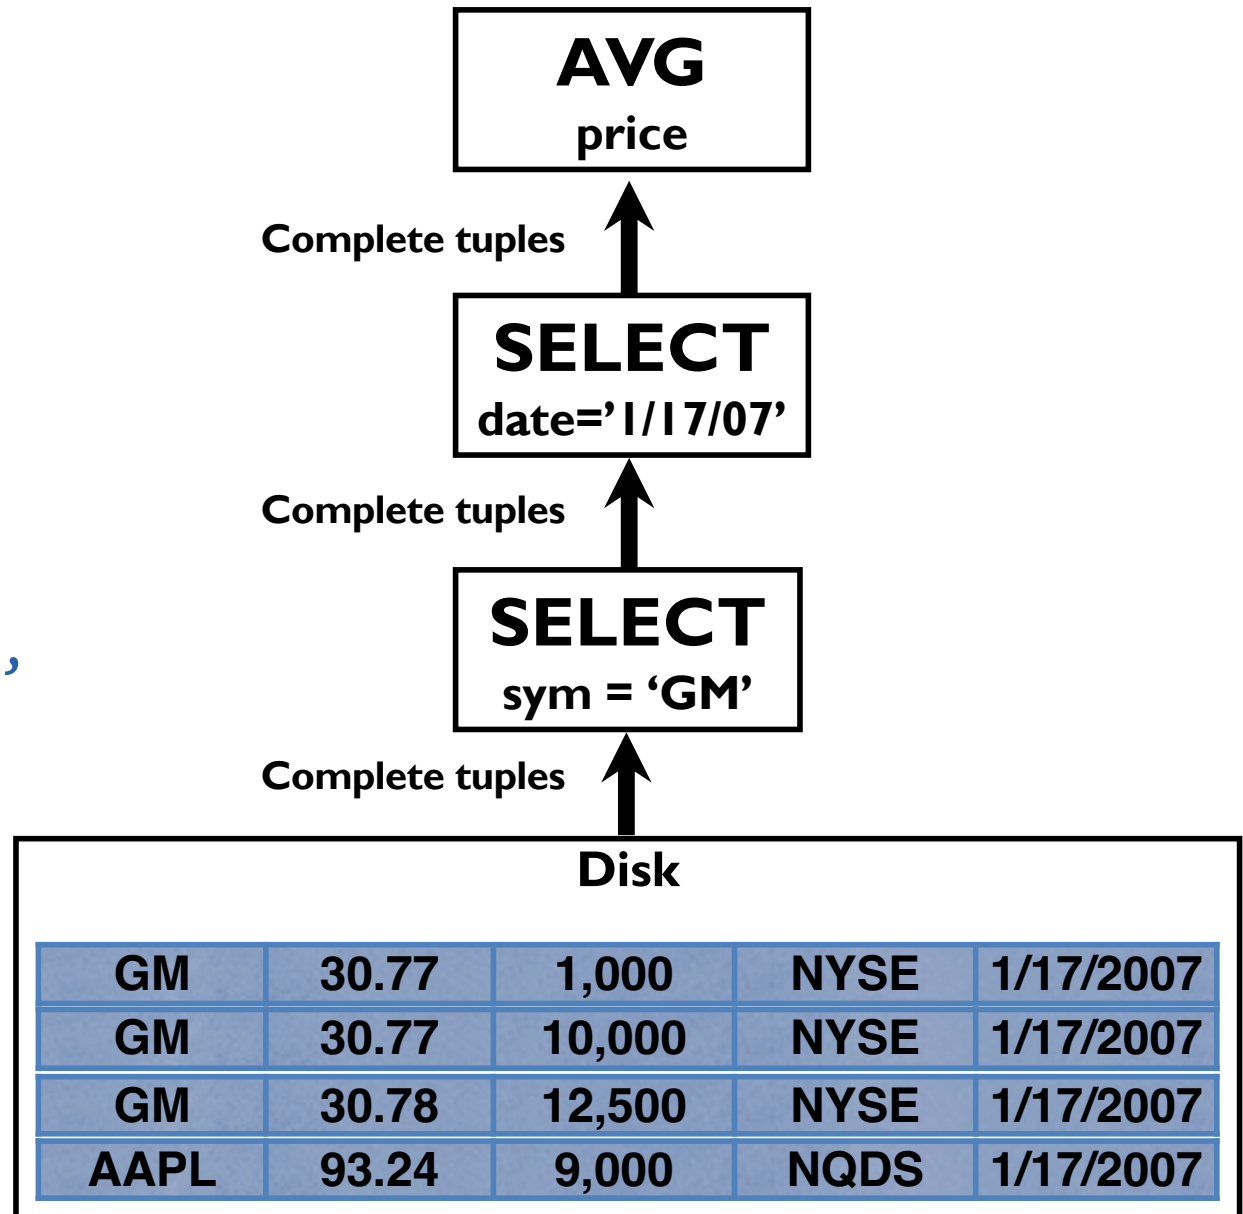 AVG
price
Complete tuples
SELECT
date=’1/17/07’
Complete tuples
SELECT
sym = ‘GM’
’
Complete tuples
Disk
GM 30.77 1,000 NYSE 1/17/2007
GM 30.77 10,000 NYSE 1/17/2007
GM 30.78 12,500 NYSE 1/17/2007
AAPL 93.24 9,000 NQDS 1/17/2007